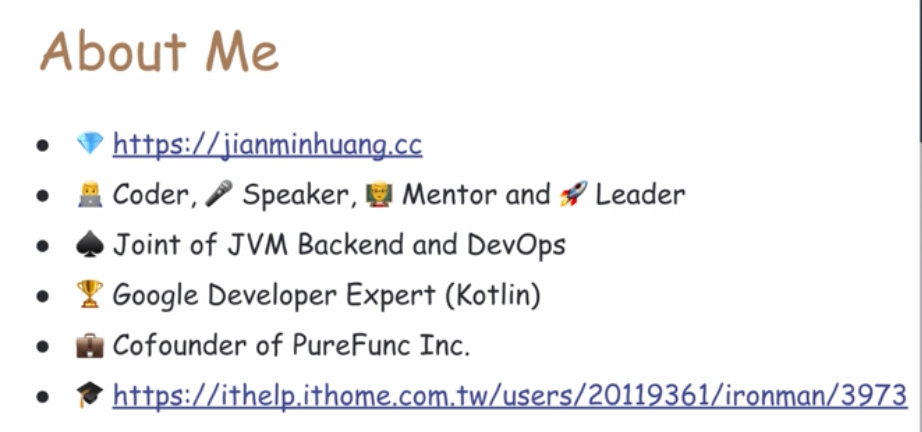 About Me
• 💎 https://jianminhuang.cc
• 👨‍💻 Coder, 🎤 Speaker, 👨‍🏫 Mentor and 🚀 Leader
• ♠️ Joint of JVM Backend and DevOps
• 🏆 Google Developer Expert (Kotlin)
• 💼 Cofounder of PureFunc Inc.
• 🎓 https://ithelp.ithome.com.tw/users/20119361/ironman/3973